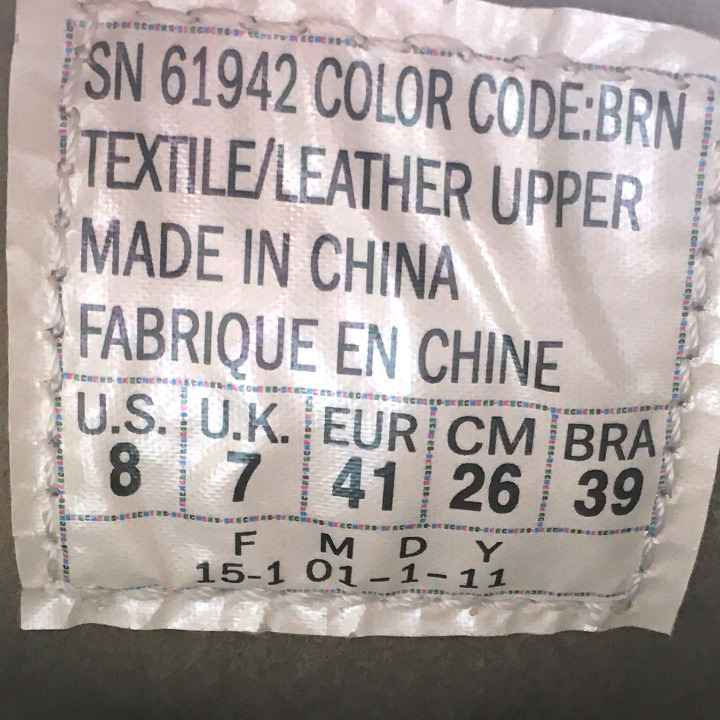 SN 61942 COLOR CODE:BRN
TEXTILE/LEATHER UPPER
MADE IN CHINA
FABRIQUE EN CHINE
U.S. U.K. EUR CM BRA
8 7 41 26 39
F M D Y
15-1 01-1-11